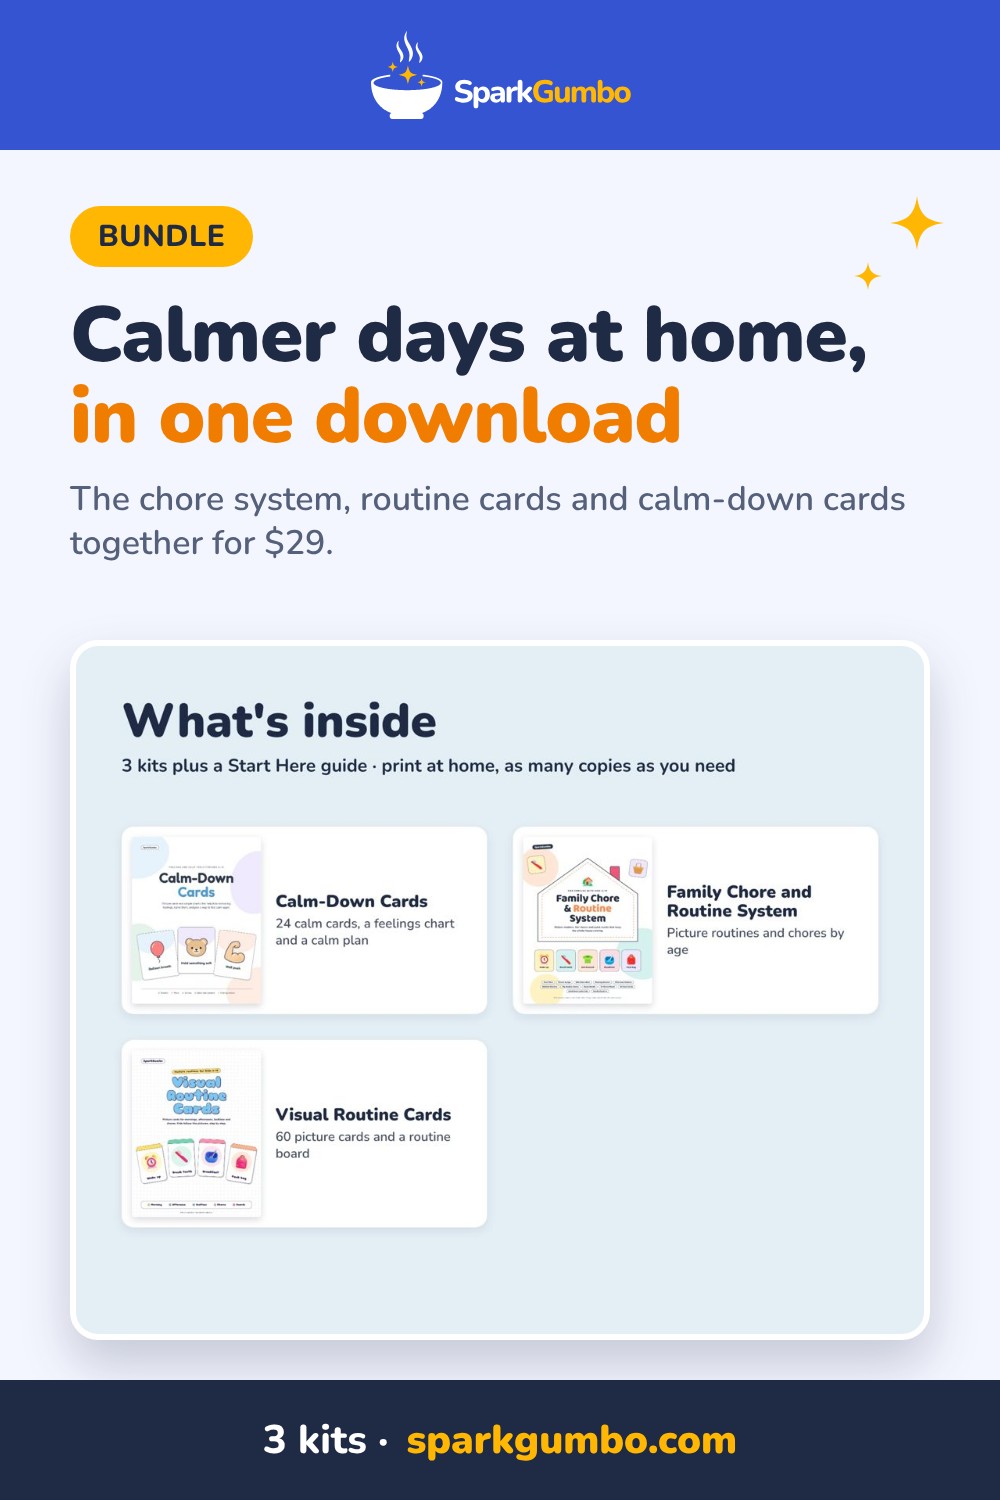 SparkGumbo
BUNDLE
Calmer days at home,
in one download
The chore system, routine cards and calm-down cards
together for $29.
What's inside
3 kits plus a Start Here guide · print at home, as many copies as you need
Calm-Down
Cards
Calm-Down Cards
24 calm cards, a feelings chart
and a calm plan
Family Chore
& Routine
System
Family Chore and
Routine System
Picture routines and chores by
age
Visual
Routine
Cards
Visual Routine Cards
60 picture cards and a routine
board
3 kits · sparkgumbo.com